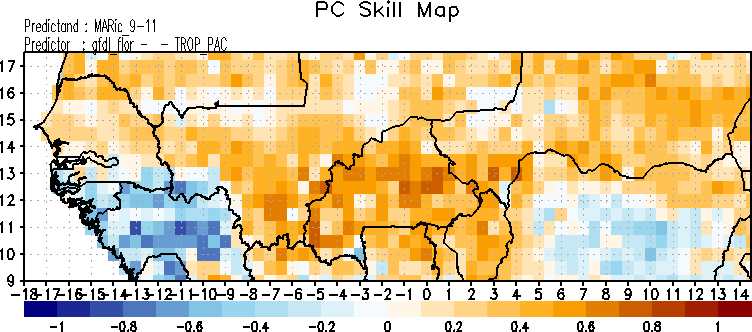 PC Skill Map
Predictand : MARic_9-11
Predictor : gfdl_flor - - TROP_PAC
17
16
15
14
13
12
11
10
9
-18-17-16-15-14-13-12-11-10-9 -8 -7 -6 -5 -4 -3 -2 -1 0 1 2 3 4 5 6 7 8 9 10 11 12 13 14
-1 -0.8 -0.6 -0.4 -0.2 0 0.2 0.4 0.6 0.8 1